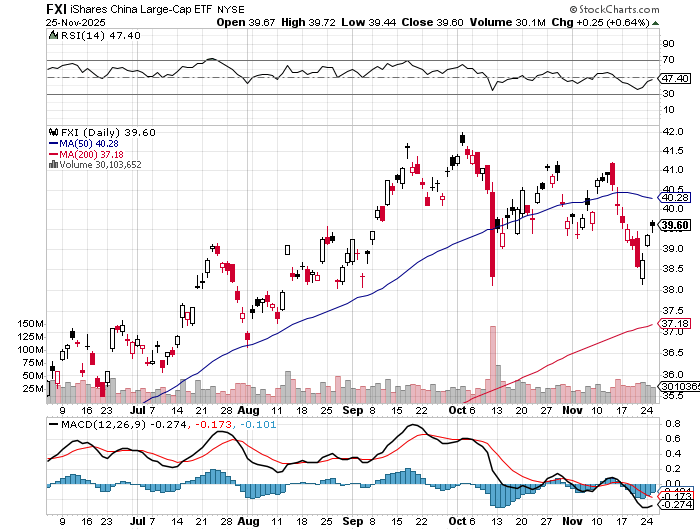 FXI iShares China Large-Cap ETF NYSE © StockCharts.com
25-Nov-2025 Open 39.67 High 39.72 Low 39.44 Close 39.60 Volume 30.1M Chg +0.25 (+0.64%)
RSI(14) 47.40
90
70
50
47.40
30
10
FXI (Daily) 39.60
MA(50) 40.28
MA(200) 37.18
Volume 30,103,652
42.0
41.5
41.0
40.5
40.28
40.0
39.60
39.5
39.0
38.5
38.0
37.5
37.18
37.0
36.5
36.0
35.5
150M
125M
100M
75M
50M
25M
3010365
9 16 23 Jul 7 14 21 28 Aug 11 18 25 Sep 8 15 22 Oct 6 13 20 27 Nov 10 17 24
MACD(12,26,9) -0.274, -0.173, -0.101
0.8
0.6
0.4
0.2
0.0
-0.173
-0.274
9 16 23 Jul 7 14 21 28 Aug 11 18 25 Sep 8 15 22 Oct 6 13 20 27 Nov 10 17 24